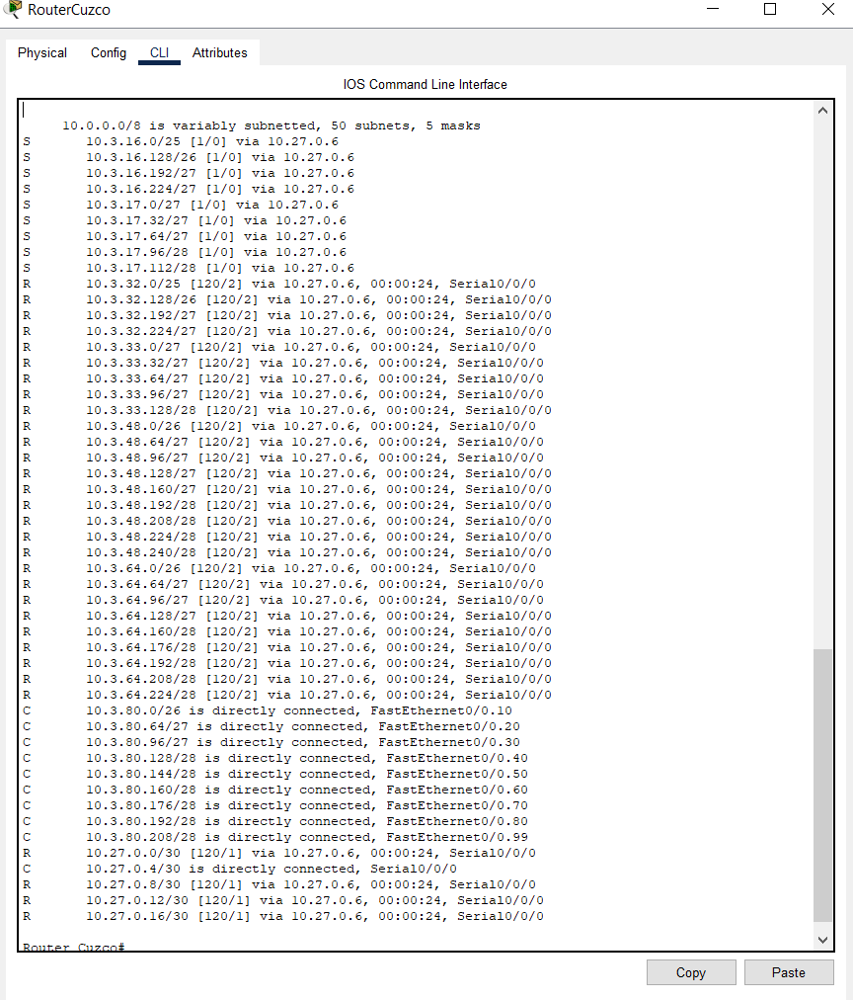 RouterCuzco
Physical Config CLI Attributes
IOS Command Line Interface
10.0.0.0/8 is variably subnetted, 50 subnets, 5 masks
S 10.3.16.0/25 [1/0] via 10.27.0.6
S 10.3.16.128/26 [1/0] via 10.27.0.6
S 10.3.16.192/27 [1/0] via 10.27.0.6
S 10.3.16.224/27 [1/0] via 10.27.0.6
S 10.3.17.0/27 [1/0] via 10.27.0.6
S 10.3.17.32/27 [1/0] via 10.27.0.6
S 10.3.17.64/27 [1/0] via 10.27.0.6
S 10.3.17.96/28 [1/0] via 10.27.0.6
S 10.3.17.112/28 [1/0] via 10.27.0.6
R 10.3.32.0/25 [120/2] via 10.27.0.6, 00:00:24, Serial0/0/0
R 10.3.32.128/26 [120/2] via 10.27.0.6, 00:00:24, Serial0/0/0
R 10.3.32.192/27 [120/2] via 10.27.0.6, 00:00:24, Serial0/0/0
R 10.3.32.224/27 [120/2] via 10.27.0.6, 00:00:24, Serial0/0/0
R 10.3.33.0/27 [120/2] via 10.27.0.6, 00:00:24, Serial0/0/0
R 10.3.33.32/27 [120/2] via 10.27.0.6, 00:00:24, Serial0/0/0
R 10.3.33.64/27 [120/2] via 10.27.0.6, 00:00:24, Serial0/0/0
R 10.3.33.96/27 [120/2] via 10.27.0.6, 00:00:24, Serial0/0/0
R 10.3.33.128/28 [120/2] via 10.27.0.6, 00:00:24, Serial0/0/0
R 10.3.48.0/26 [120/2] via 10.27.0.6, 00:00:24, Serial0/0/0
R 10.3.48.64/27 [120/2] via 10.27.0.6, 00:00:24, Serial0/0/0
R 10.3.48.96/27 [120/2] via 10.27.0.6, 00:00:24, Serial0/0/0
R 10.3.48.128/27 [120/2] via 10.27.0.6, 00:00:24, Serial0/0/0
R 10.3.48.160/27 [120/2] via 10.27.0.6, 00:00:24, Serial0/0/0
R 10.3.48.192/28 [120/2] via 10.27.0.6, 00:00:24, Serial0/0/0
R 10.3.48.208/28 [120/2] via 10.27.0.6, 00:00:24, Serial0/0/0
R 10.3.48.224/28 [120/2] via 10.27.0.6, 00:00:24, Serial0/0/0
R 10.3.48.240/28 [120/2] via 10.27.0.6, 00:00:24, Serial0/0/0
R 10.3.64.0/26 [120/2] via 10.27.0.6, 00:00:24, Serial0/0/0
R 10.3.64.64/27 [120/2] via 10.27.0.6, 00:00:24, Serial0/0/0
R 10.3.64.96/27 [120/2] via 10.27.0.6, 00:00:24, Serial0/0/0
R 10.3.64.128/27 [120/2] via 10.27.0.6, 00:00:24, Serial0/0/0
R 10.3.64.160/28 [120/2] via 10.27.0.6, 00:00:24, Serial0/0/0
R 10.3.64.176/28 [120/2] via 10.27.0.6, 00:00:24, Serial0/0/0
R 10.3.64.192/28 [120/2] via 10.27.0.6, 00:00:24, Serial0/0/0
R 10.3.64.208/28 [120/2] via 10.27.0.6, 00:00:24, Serial0/0/0
R 10.3.64.224/28 [120/2] via 10.27.0.6, 00:00:24, Serial0/0/0
C 10.3.80.0/26 is directly connected, FastEthernet0/0.10
C 10.3.80.64/27 is directly connected, FastEthernet0/0.20
C 10.3.80.96/27 is directly connected, FastEthernet0/0.30
C 10.3.80.128/28 is directly connected, FastEthernet0/0.40
C 10.3.80.144/28 is directly connected, FastEthernet0/0.50
C 10.3.80.160/28 is directly connected, FastEthernet0/0.60
C 10.3.80.176/28 is directly connected, FastEthernet0/0.70
C 10.3.80.192/28 is directly connected, FastEthernet0/0.80
C 10.3.80.208/28 is directly connected, FastEthernet0/0.99
R 10.27.0.0/30 [120/1] via 10.27.0.6, 00:00:24, Serial0/0/0
C 10.27.0.4/30 is directly connected, Serial0/0/0
R 10.27.0.8/30 [120/1] via 10.27.0.6, 00:00:24, Serial0/0/0
R 10.27.0.12/30 [120/1] via 10.27.0.6, 00:00:24, Serial0/0/0
R 10.27.0.16/30 [120/1] via 10.27.0.6, 00:00:24, Serial0/0/0
Router_Cuzco#
Copy Paste